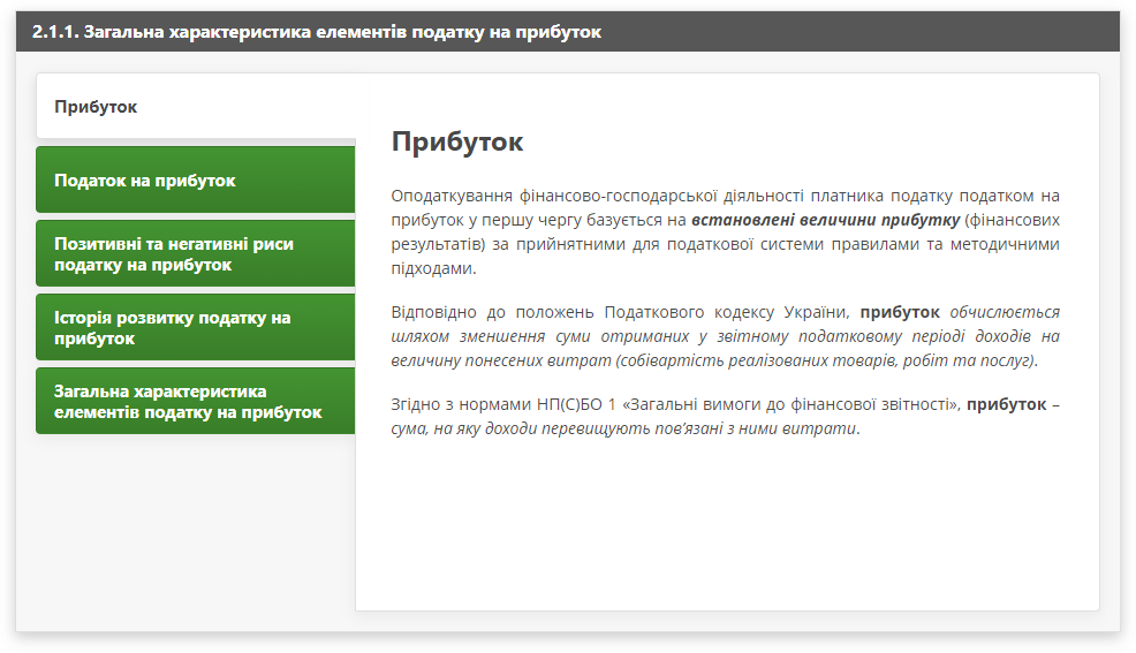 2.1.1. Загальна характеристика елементів податку на прибуток
Прибуток
Податок на прибуток
Позитивні та негативні риси
податку на прибуток
Історія розвитку податку на
прибуток
Загальна характеристика
елементів податку на прибуток
Прибуток
Оподаткування фінансово-господарської діяльності платника податку податком на
прибуток у першу чергу базується на встановлені величини прибутку (фінансових
результатів) за прийнятними для податкової системи правилами та методичними
підходами.
Відповідно до положень Податкового кодексу України, прибуток обчислюється
шляхом зменшення суми отриманих у звітному податковому періоді доходів на
величину понесених витрат (собівартість реалізованих товарів, робіт та послуг).
Згідно з нормами НП(С)БО 1 «Загальні вимоги до фінансової звітності», прибуток –
сума, на яку доходи перевищують пов’язані з ними витрати.